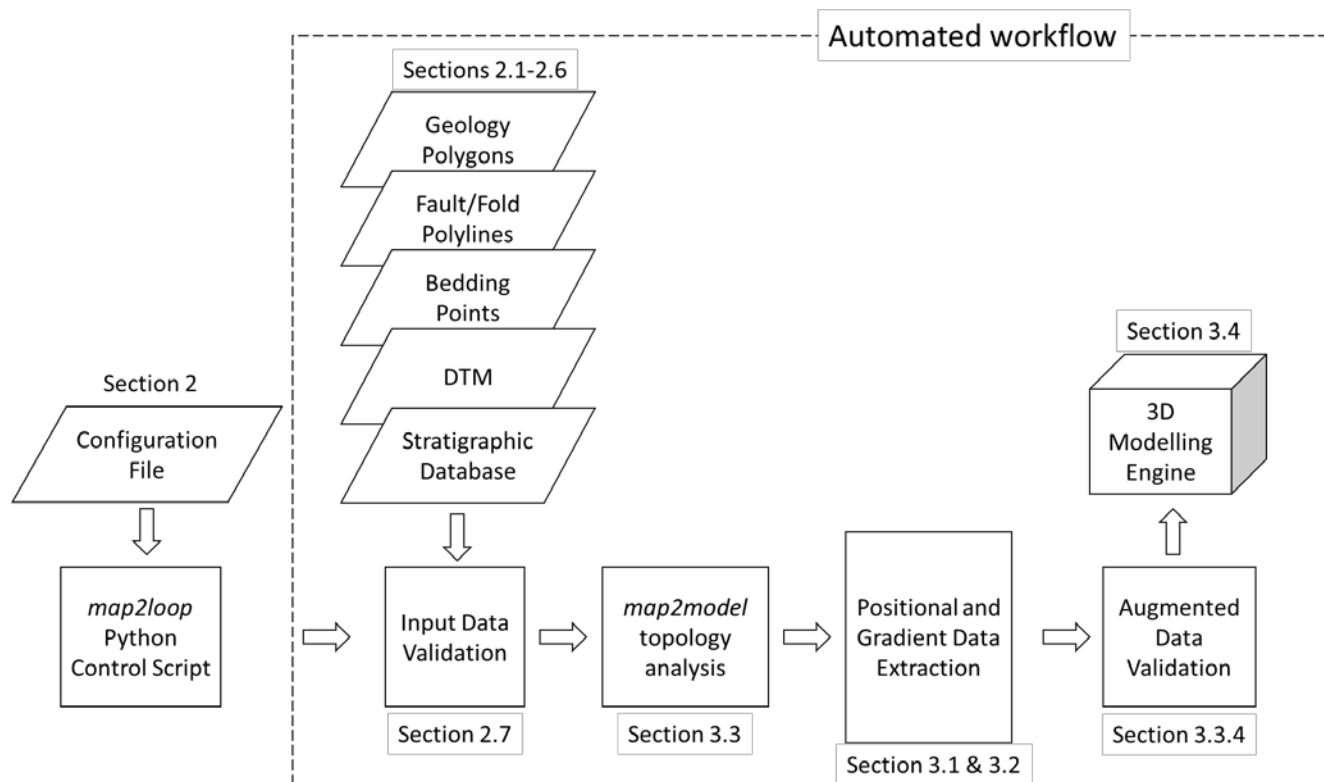 Automated workflow
Sections 2.1-2.6
Geology
Polygons
Fault/Fold
Polylines
Bedding
Points
DTM
Stratigraphic
Database
Section 2
Configuration
File
map2loop
Python
Control Script
Input Data
Validation
Section 2.7
map2model
topology
analysis
Section 3.3
Positional and
Gradient Data
Extraction
Section 3.1 & 3.2
Augmented
Data
Validation
Section 3.3.4
Section 3.4
3D
Modelling
Engine